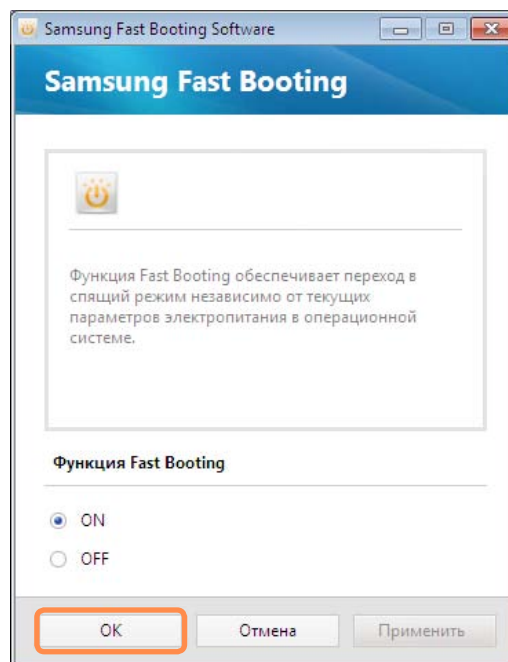 Samsung Fast Booting Software
Samsung Fast Booting
Функция Fast Booting обеспечивает переход в
спящий режим независимо от текущих
параметров электропитания в операционной
системе.
Функция Fast Booting
ON
OFF
OK
Отмена
Применить